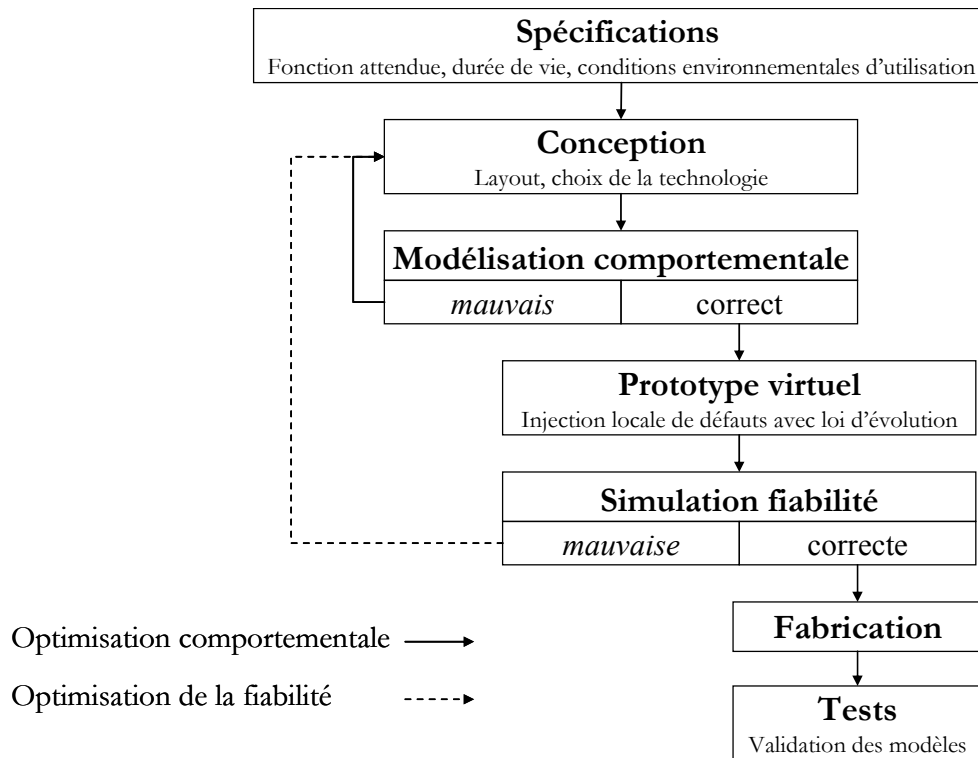 Spécifications
Fonction attendue, durée de vie, conditions environnementales d'utilisation
Conception
Layout, choix de la technologie
Modélisation comportementale
mauvais
correct
Prototype virtuel
Injection locale de défauts avec loi d'évolution
Simulation fiabilité
mauvaise
correcte
Fabrication
Tests
Validation des modèles
Optimisation comportementale
Optimisation de la fiabilité